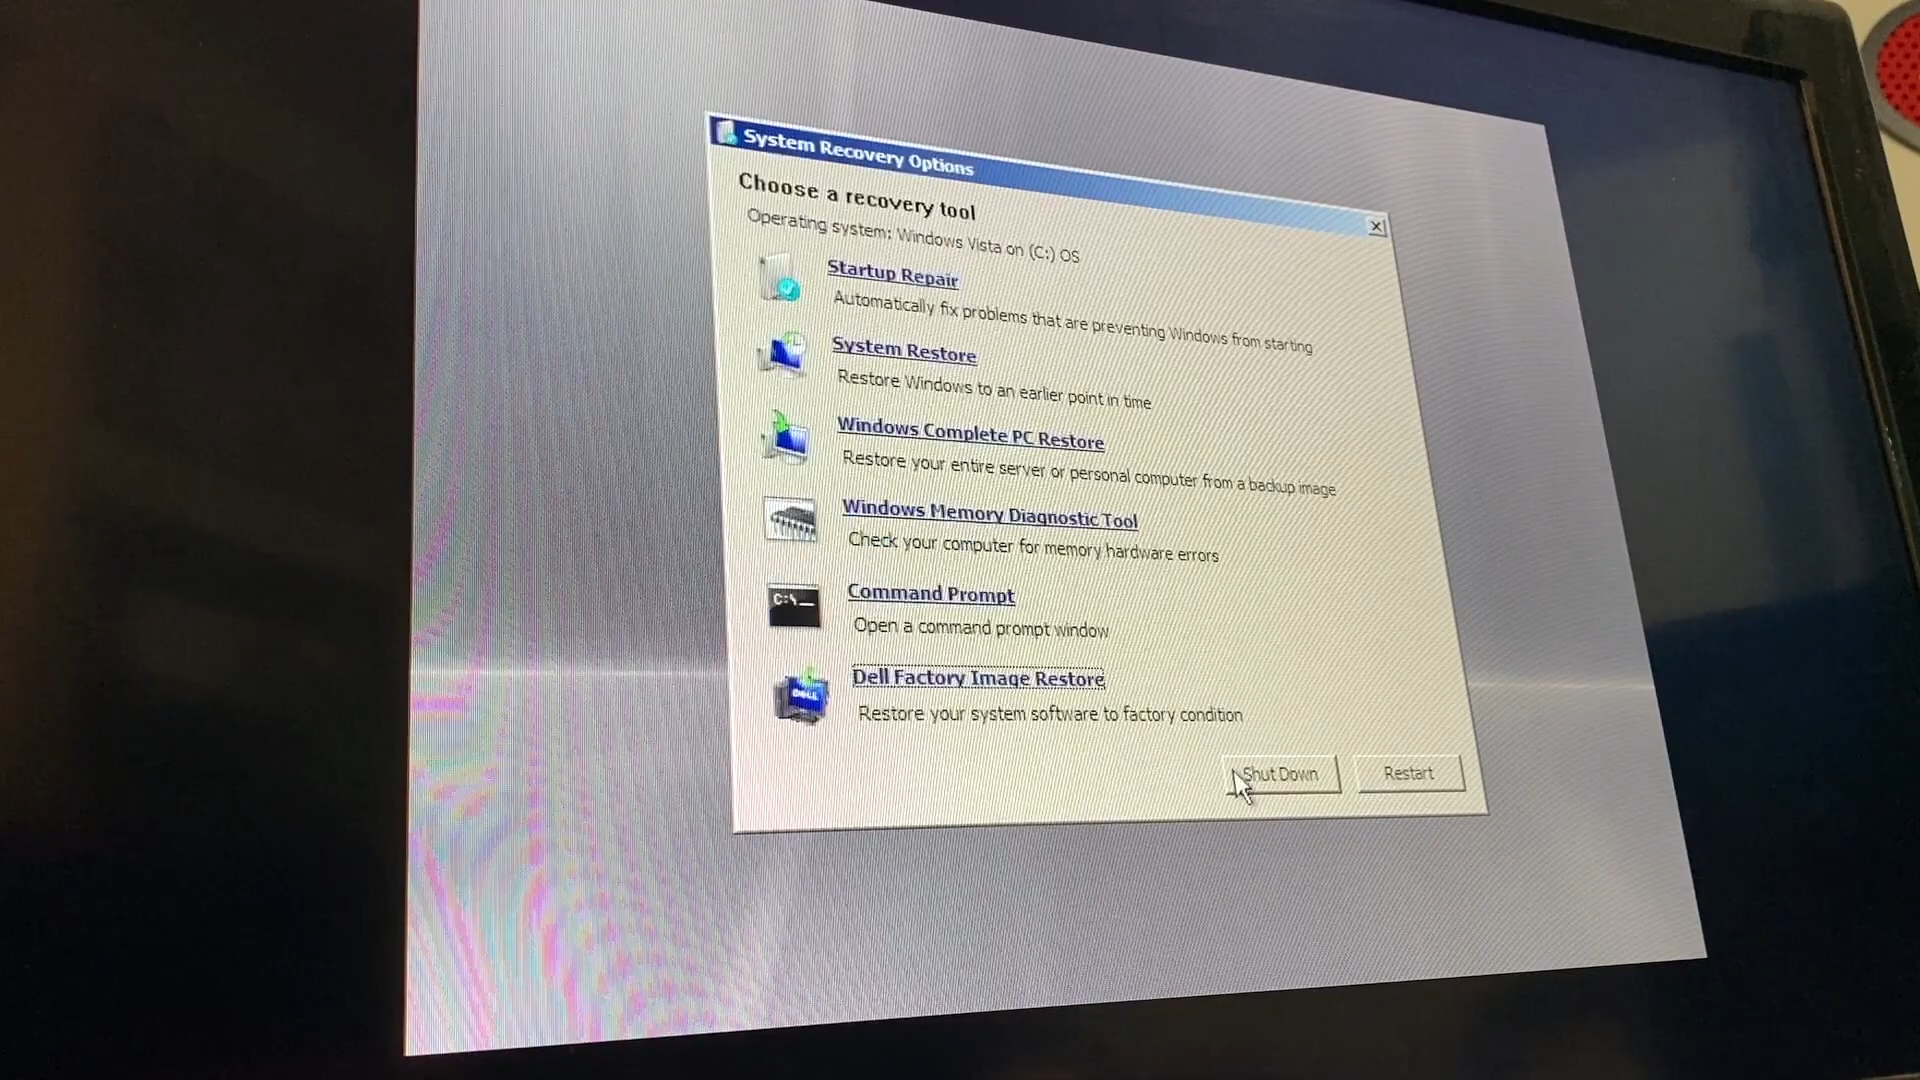 System Recovery Options
Choose a recovery tool
Operating system: Windows Vista on (C:) OS
Startup Repair
Automatically fix problems that are preventing Windows from starting
System Restore
Restore Windows to an earlier point in time
Windows Complete PC Restore
Restore your entire server or personal computer from a backup image
Windows Memory Diagnostic Tool
Check your computer for memory hardware errors
C:\_
Command Prompt
Open a command prompt window
DELL
Dell Factory Image Restore
Restore your system software to factory condition
Shut Down
Restart